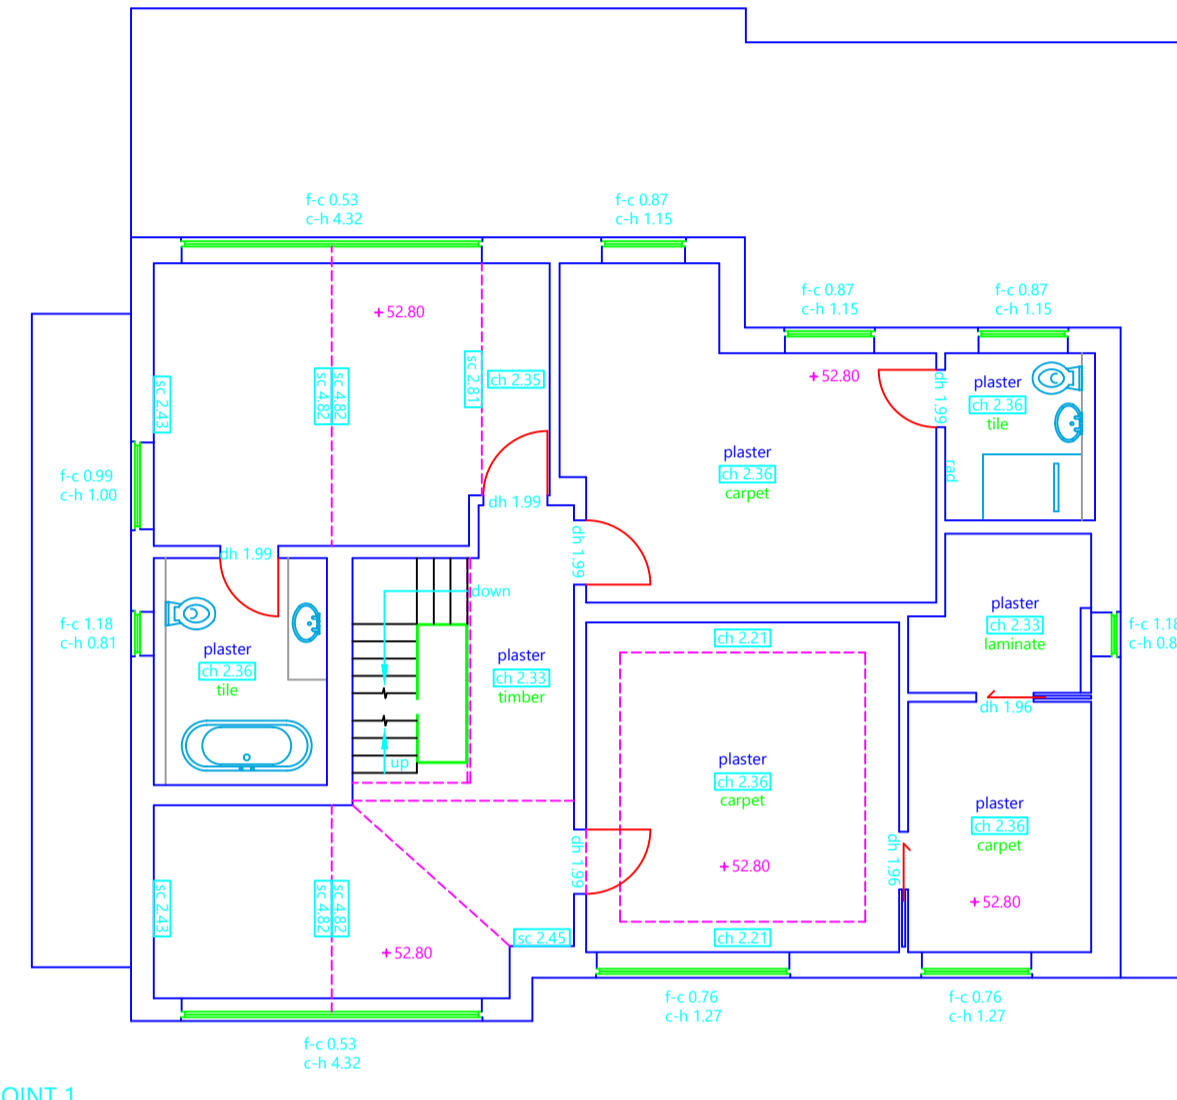 f-c 0.53
c-h 4.32
f-c 0.87
c-h 1.15
f-c 0.87
c-h 1.15
f-c 0.87
c-h 1.15
+52.80
sc 2.43
sc 4.82
sc 4.82
sc 2.81
ch 2.35
+52.80
dh 1.99
plaster
ch 2.36
tile
plaster
ch 2.36
carpet
rad
f-c 0.99
c-h 1.00
dh 1.99
dh 1.99
dh 1.99
down
plaster
ch 2.33
laminate
f-c 1.18
c-h 0.81
plaster
ch 2.36
tile
plaster
ch 2.33
timber
ch 2.21
f-c 1.18
c-h 0.8
dh 1.96
up
plaster
ch 2.36
carpet
plaster
ch 2.36
carpet
dh 1.99
dh 1.96
+52.80
sc 2.43
sc 4.82
sc 4.82
+52.80
sc 2.45
ch 2.21
+52.80
f-c 0.76
c-h 1.27
f-c 0.76
c-h 1.27
f-c 0.53
c-h 4.32
OINT 1